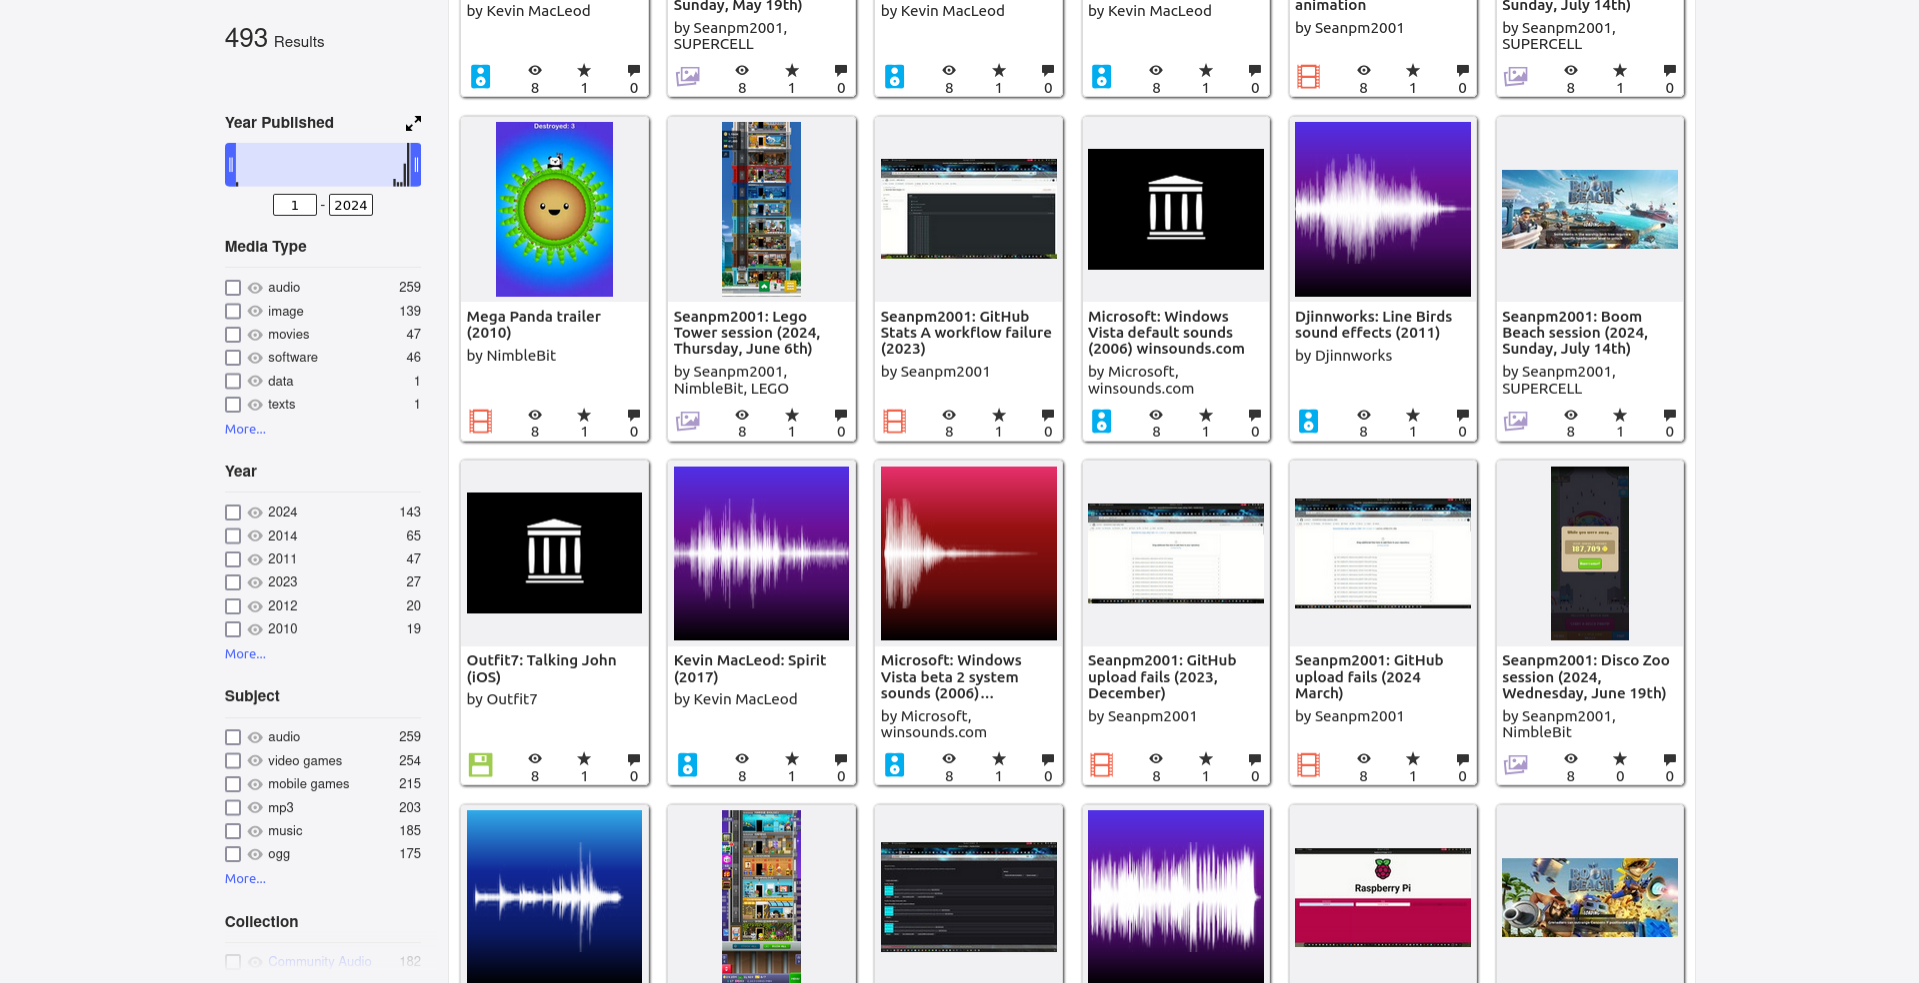 493 Results
Year Published
1 - 2024
Media Type
audio 259
image 139
movies 47
software 46
data 1
texts 1
More...
Year
2024 143
2014 65
2011 47
2023 27
2012 20
2010 19
More...
Subject
audio 259
video games 254
mobile games 215
mp3 203
music 185
ogg 175
More...
Collection
Community Audio 182
by Kevin MacLeod
8 1 0
Sunday, May 19th)
by Seanpm2001,
SUPERCELL
8 1 0
by Kevin MacLeod
8 1 0
by Kevin MacLeod
8 1 0
animation
by Seanpm2001
8 1 0
Sunday, July 14th)
by Seanpm2001,
SUPERCELL
8 1 0
Destroyed: 3
Mega Panda trailer
(2010)
by NimbleBit
8 1 0
Seanpm2001: Lego
Tower session (2024,
Thursday, June 6th)
by Seanpm2001,
NimbleBit, LEGO
8 1 0
Seanpm2001: GitHub
Stats A workflow failure
(2023)
by Seanpm2001
8 1 0
Microsoft: Windows
Vista default sounds
(2006) winsounds.com
by Microsoft,
winsounds.com
8 1 0
Djinnworks: Line Birds
sound effects (2011)
by Djinnworks
8 1 0
BOOM
BEACH
Seanpm2001: Boom
Beach session (2024,
Sunday, July 14th)
by Seanpm2001,
SUPERCELL
8 1 0
Outfit7: Talking John
(iOS)
by Outfit7
8 1 0
Kevin MacLeod: Spirit
(2017)
by Kevin MacLeod
8 1 0
Microsoft: Windows
Vista beta 2 system
sounds (2006)...
by Microsoft,
winsounds.com
8 1 0
Seanpm2001: GitHub
upload fails (2023,
December)
by Seanpm2001
8 1 0
Seanpm2001: GitHub
upload fails (2024
March)
by Seanpm2001
8 1 0
While you were away...
187,709
Seanpm2001: Disco Zoo
session (2024,
Wednesday, June 19th)
by Seanpm2001,
NimbleBit
8 0 0
Raspberry Pi
BOOM
BEACH